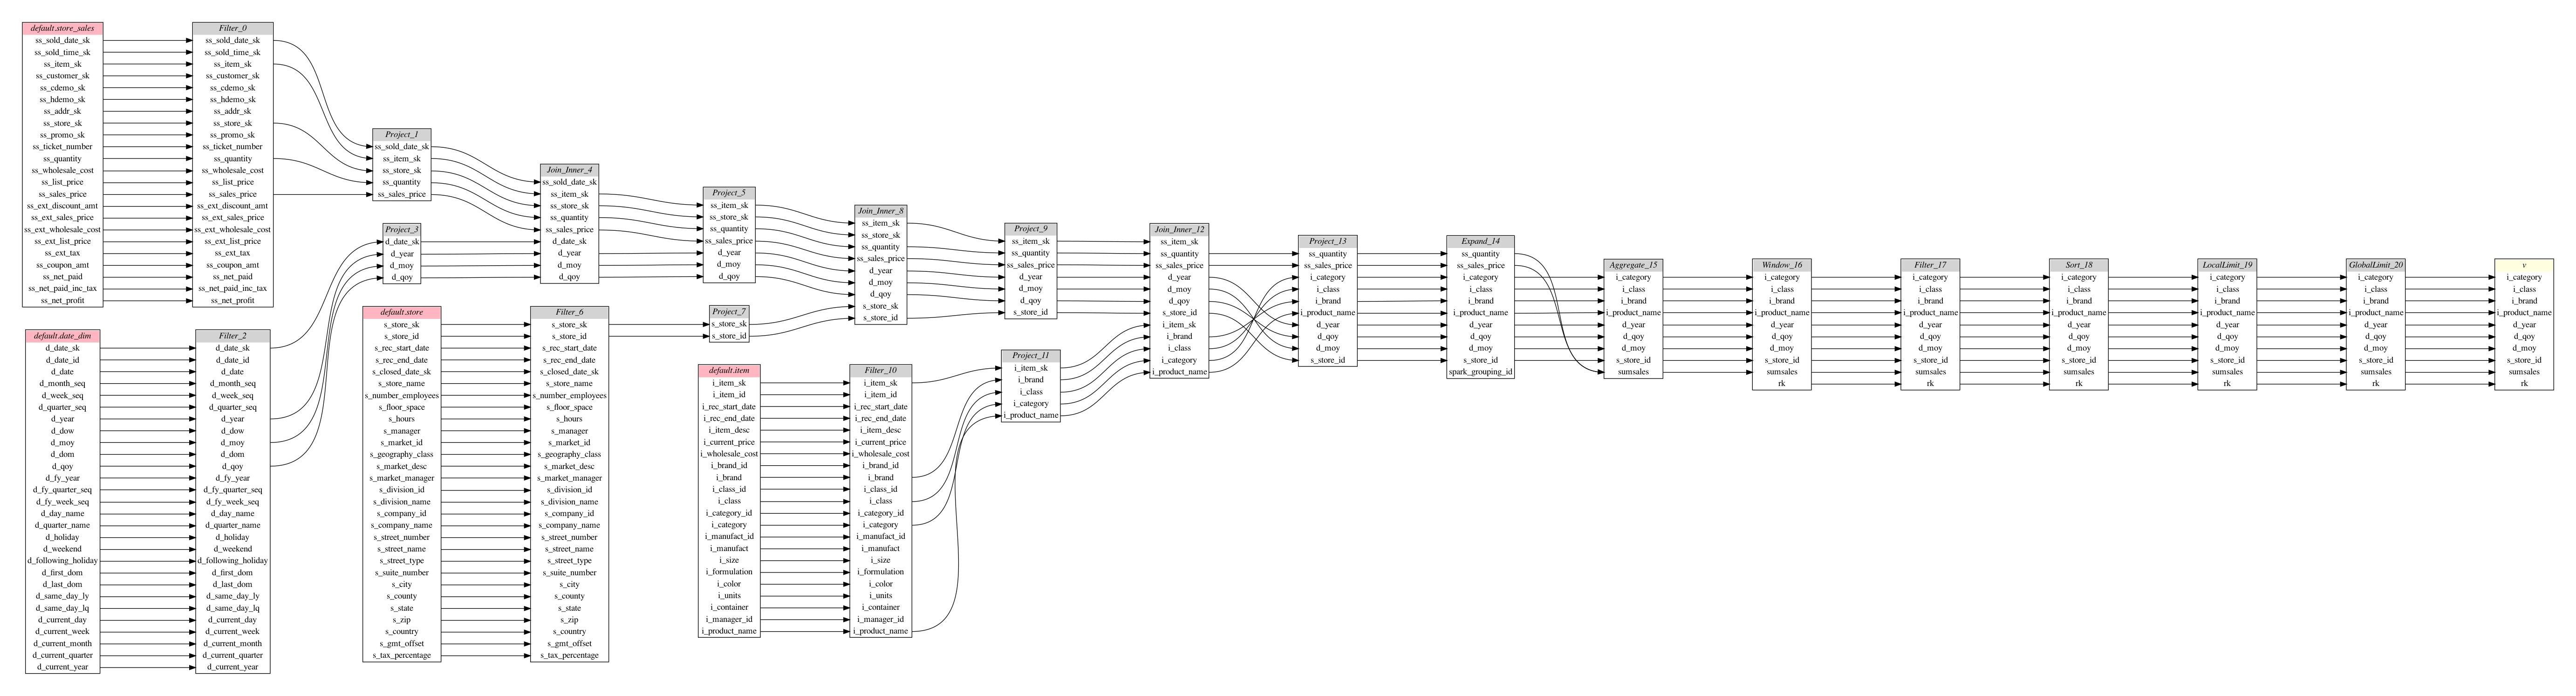 default.store_sales
ss_sold_date_sk
ss_sold_time_sk
ss_item_sk
ss_customer_sk
ss_cdemo_sk
ss_hdemo_sk
ss_addr_sk
ss_store_sk
ss_promo_sk
ss_ticket_number
ss_quantity
ss_wholesale_cost
ss_list_price
ss_sales_price
ss_ext_discount_amt
ss_ext_sales_price
ss_ext_wholesale_cost
ss_ext_list_price
ss_ext_tax
ss_coupon_amt
ss_net_paid
ss_net_paid_inc_tax
ss_net_profit
default.date_dim
d_date_sk
d_date_id
d_date
d_month_seq
d_week_seq
d_quarter_seq
d_year
d_dow
d_moy
d_dom
d_qoy
d_fy_year
d_fy_quarter_seq
d_fy_week_seq
d_day_name
d_quarter_name
d_holiday
d_weekend
d_following_holiday
d_first_dom
d_last_dom
d_same_day_ly
d_same_day_lq
d_current_day
d_current_week
d_current_month
d_current_quarter
d_current_year
Filter_0
ss_sold_date_sk
ss_sold_time_sk
ss_item_sk
ss_customer_sk
ss_cdemo_sk
ss_hdemo_sk
ss_addr_sk
ss_store_sk
ss_promo_sk
ss_ticket_number
ss_quantity
ss_wholesale_cost
ss_list_price
ss_sales_price
ss_ext_discount_amt
ss_ext_sales_price
ss_ext_wholesale_cost
ss_ext_list_price
ss_ext_tax
ss_coupon_amt
ss_net_paid
ss_net_paid_inc_tax
ss_net_profit
Filter_2
d_date_sk
d_date_id
d_date
d_month_seq
d_week_seq
d_quarter_seq
d_year
d_dow
d_moy
d_dom
d_qoy
d_fy_year
d_fy_quarter_seq
d_fy_week_seq
d_day_name
d_quarter_name
d_holiday
d_weekend
d_following_holiday
d_first_dom
d_last_dom
d_same_day_ly
d_same_day_lq
d_current_day
d_current_week
d_current_month
d_current_quarter
d_current_year
Project_1
ss_sold_date_sk
ss_item_sk
ss_store_sk
ss_quantity
ss_sales_price
Project_3
d_date_sk
d_year
d_moy
d_qoy
default.store
s_store_sk
s_store_id
s_rec_start_date
s_rec_end_date
s_closed_date_sk
s_store_name
s_number_employees
s_floor_space
s_hours
s_manager
s_market_id
s_geography_class
s_market_desc
s_market_manager
s_division_id
s_division_name
s_company_id
s_company_name
s_street_number
s_street_name
s_street_type
s_suite_number
s_city
s_county
s_state
s_zip
s_country
s_gmt_offset
s_tax_percentage
Join_Inner_4
ss_sold_date_sk
ss_item_sk
ss_store_sk
ss_quantity
ss_sales_price
d_date_sk
d_year
d_moy
d_qoy
Filter_6
s_store_sk
s_store_id
s_rec_start_date
s_rec_end_date
s_closed_date_sk
s_store_name
s_number_employees
s_floor_space
s_hours
s_manager
s_market_id
s_geography_class
s_market_desc
s_market_manager
s_division_id
s_division_name
s_company_id
s_company_name
s_street_number
s_street_name
s_street_type
s_suite_number
s_city
s_county
s_state
s_zip
s_country
s_gmt_offset
s_tax_percentage
Project_5
ss_item_sk
ss_store_sk
ss_quantity
ss_sales_price
d_year
d_moy
d_qoy
Project_7
s_store_sk
s_store_id
default.item
i_item_sk
i_item_id
i_rec_start_date
i_rec_end_date
i_item_desc
i_current_price
i_wholesale_cost
i_brand_id
i_brand
i_class_id
i_class
i_category_id
i_category
i_manufact_id
i_manufact
i_size
i_formulation
i_color
i_units
i_container
i_manager_id
i_product_name
Join_Inner_8
ss_item_sk
ss_store_sk
ss_quantity
ss_sales_price
d_year
d_moy
d_qoy
s_store_sk
s_store_id
Filter_10
i_item_sk
i_item_id
i_rec_start_date
i_rec_end_date
i_item_desc
i_current_price
i_wholesale_cost
i_brand_id
i_brand
i_class_id
i_class
i_category_id
i_category
i_manufact_id
i_manufact
i_size
i_formulation
i_color
i_units
i_container
i_manager_id
i_product_name
Project_9
ss_item_sk
ss_quantity
ss_sales_price
d_year
d_moy
d_qoy
s_store_id
Project_11
i_item_sk
i_brand
i_class
i_category
i_product_name
Join_Inner_12
ss_item_sk
ss_quantity
ss_sales_price
d_year
d_moy
d_qoy
s_store_id
i_item_sk
i_brand
i_class
i_category
i_product_name
Project_13
ss_quantity
ss_sales_price
i_category
i_class
i_brand
i_product_name
d_year
d_qoy
d_moy
s_store_id
Expand_14
ss_quantity
ss_sales_price
i_category
i_class
i_brand
i_product_name
d_year
d_qoy
d_moy
s_store_id
spark_grouping_id
Aggregate_15
i_category
i_class
i_brand
i_product_name
d_year
d_qoy
d_moy
s_store_id
sumsales
Window_16
i_category
i_class
i_brand
i_product_name
d_year
d_qoy
d_moy
s_store_id
sumsales
rk
Filter_17
i_category
i_class
i_brand
i_product_name
d_year
d_qoy
d_moy
s_store_id
sumsales
rk
Sort_18
i_category
i_class
i_brand
i_product_name
d_year
d_qoy
d_moy
s_store_id
sumsales
rk
LocalLimit_19
i_category
i_class
i_brand
i_product_name
d_year
d_qoy
d_moy
s_store_id
sumsales
rk
GlobalLimit_20
i_category
i_class
i_brand
i_product_name
d_year
d_qoy
d_moy
s_store_id
sumsales
rk
v
i_category
i_class
i_brand
i_product_name
d_year
d_qoy
d_moy
s_store_id
sumsales
rk